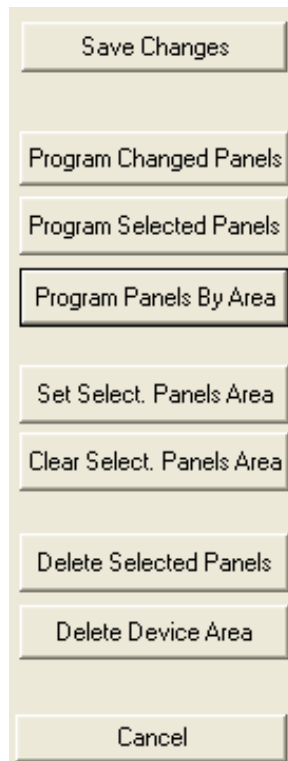 Save Changes
Program Changed Panels
Program Selected Panels
Program Panels By Area
Set Select. Panels Area
Clear Select. Panels Area
Delete Selected Panels
Delete Device Area
Cancel